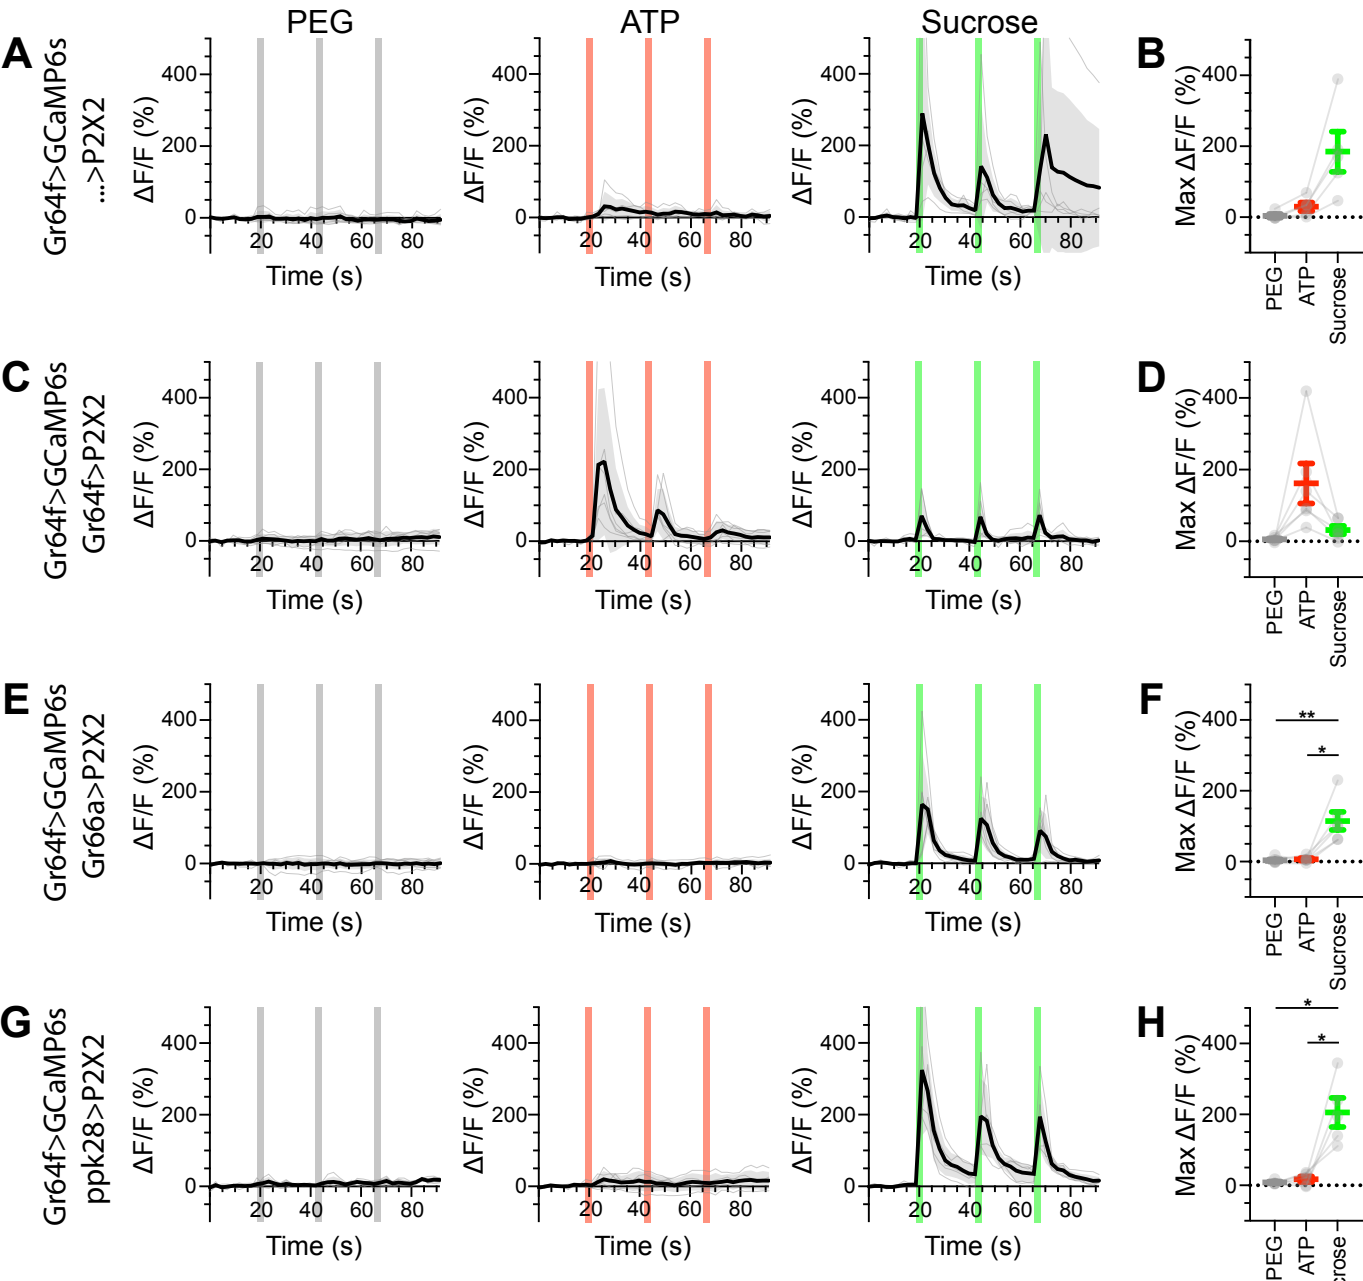 PEG ATP Sucrose
A
Gr64f>GCaMP6s
...>P2X2
ΔF/F (%)
400
200
0
20 40 60 80
Time (s)
ΔF/F (%)
400
200
0
20 40 60 80
Time (s)
ΔF/F (%)
400
200
0
20 40 60 80
Time (s)
B
Max ΔF/F (%)
400
200
0
PEG
ATP
Sucrose
C
Gr64f>GCaMP6s
Gr64f>P2X2
ΔF/F (%)
400
200
0
20 40 60 80
Time (s)
ΔF/F (%)
400
200
0
20 40 60 80
Time (s)
ΔF/F (%)
400
200
0
20 40 60 80
Time (s)
D
Max ΔF/F (%)
400
200
0
PEG
ATP
Sucrose
E
Gr64f>GCaMP6s
Gr66a>P2X2
ΔF/F (%)
400
200
0
20 40 60 80
Time (s)
ΔF/F (%)
400
200
0
20 40 60 80
Time (s)
ΔF/F (%)
400
200
0
20 40 60 80
Time (s)
F
Max ΔF/F (%)
400
200
0
**
*
PEG
ATP
Sucrose
G
Gr64f>GCaMP6s
ppk28>P2X2
ΔF/F (%)
400
200
0
20 40 60 80
Time (s)
ΔF/F (%)
400
200
0
20 40 60 80
Time (s)
ΔF/F (%)
400
200
0
20 40 60 80
Time (s)
H
Max ΔF/F (%)
400
200
0
*
*
PEG
ATP
crose